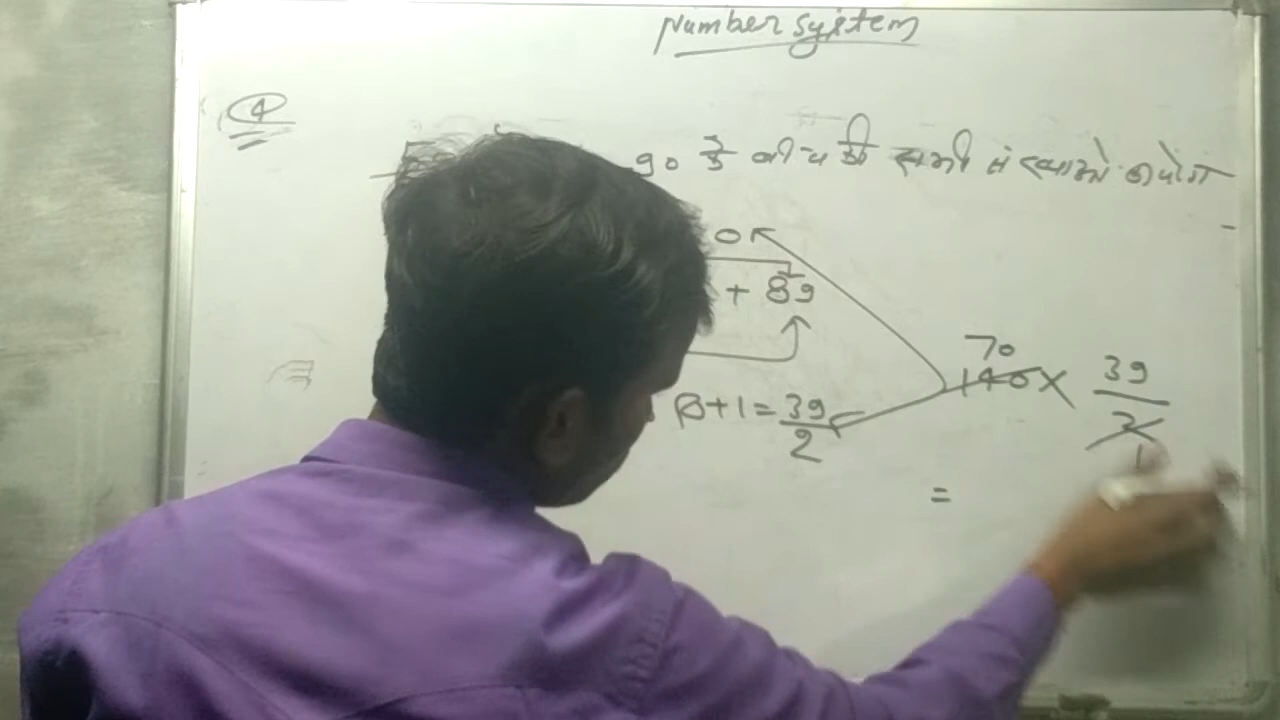 Number system
4
90 के बीच की सभी संख्याओं का योग
0
+ 89
70
140 × 39
2
1
+1 = 39
2
=